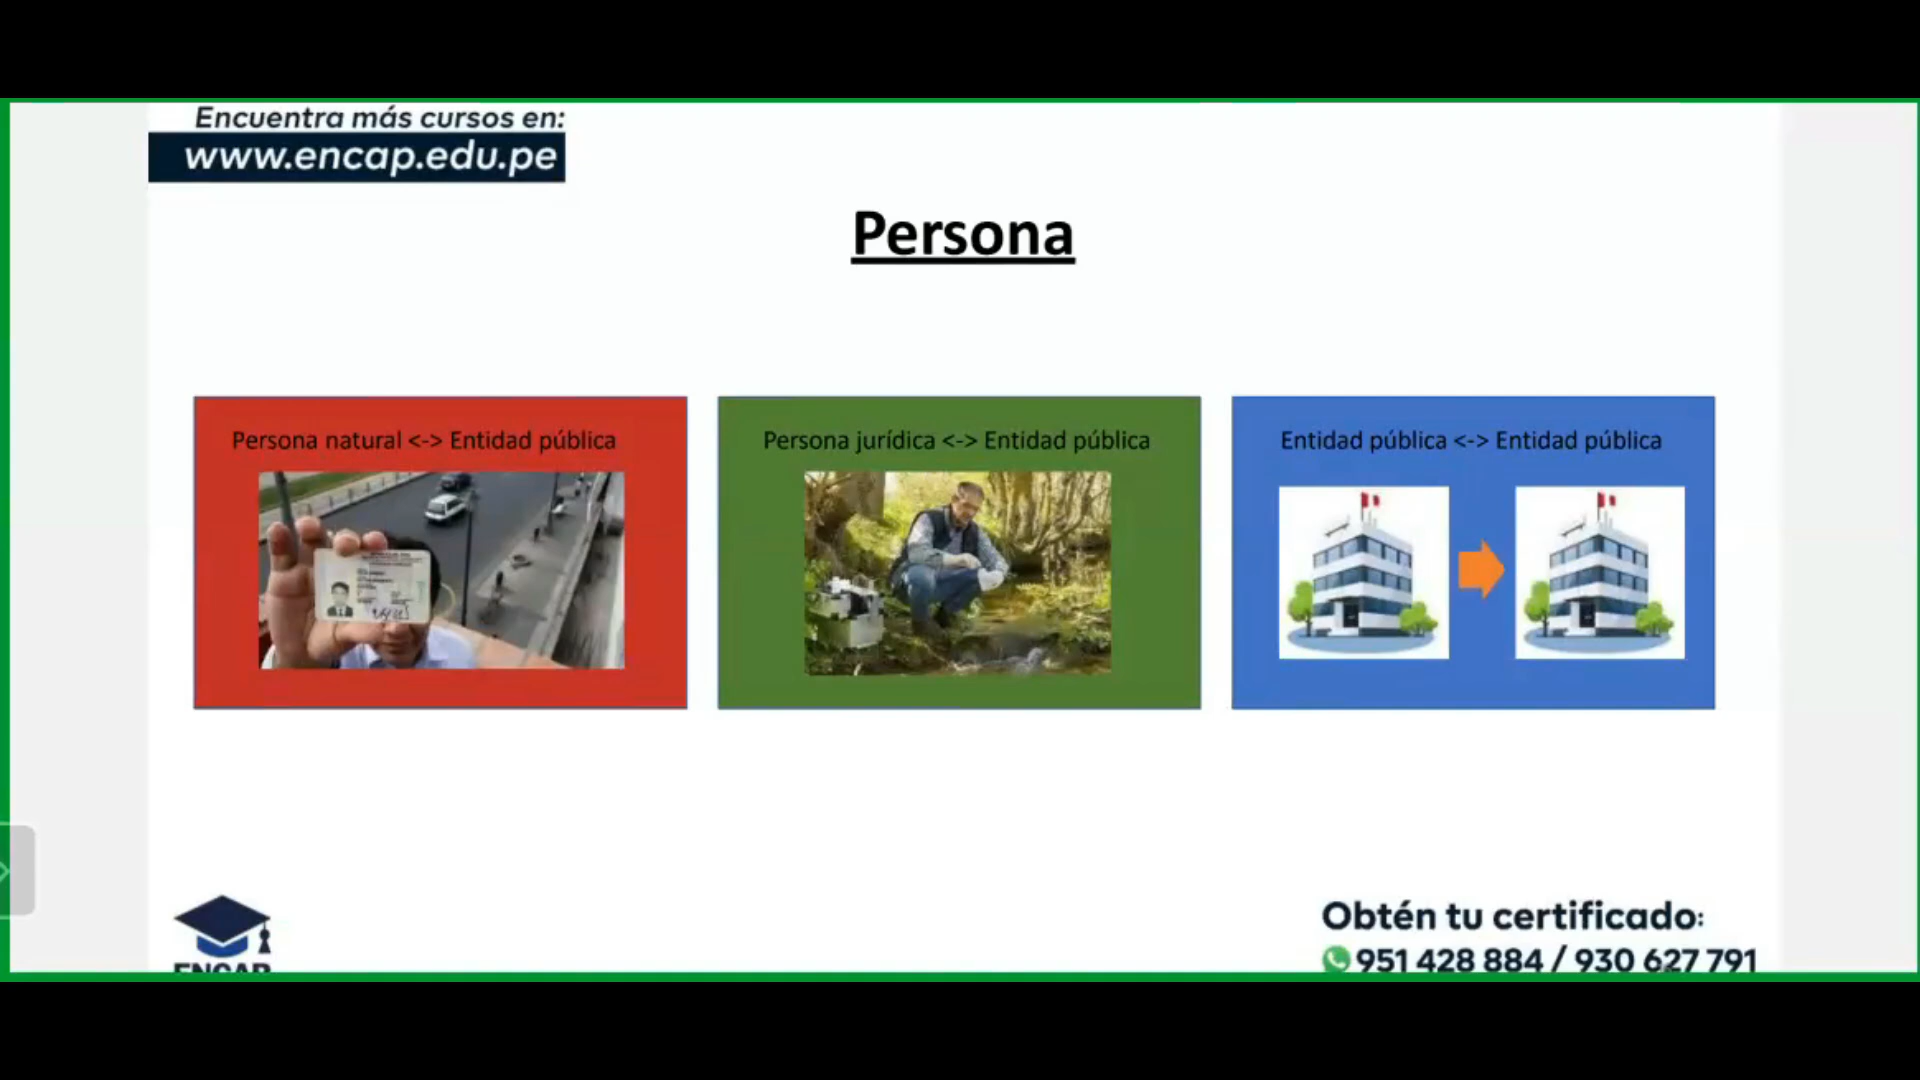 Encuentra más cursos en:
www.encap.edu.pe
Persona
Persona natural <-> Entidad pública
Persona jurídica <-> Entidad pública
Entidad pública <-> Entidad pública
ENCAP
Obtén tu certificado:
951 428 884 / 930 627 791